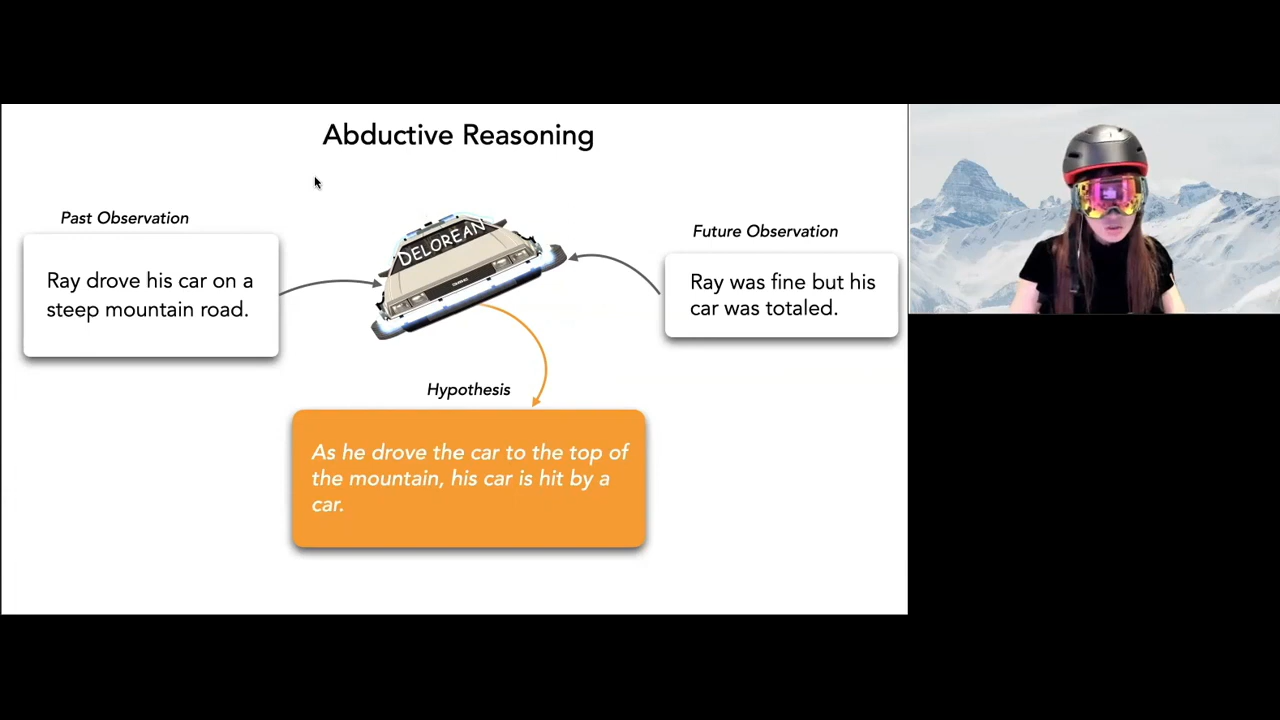 Abductive Reasoning
Past Observation
Ray drove his car on a
steep mountain road.
DELOREAN
Future Observation
Ray was fine but his
car was totaled.
Hypothesis
As he drove the car to the top of
the mountain, his car is hit by a
car.